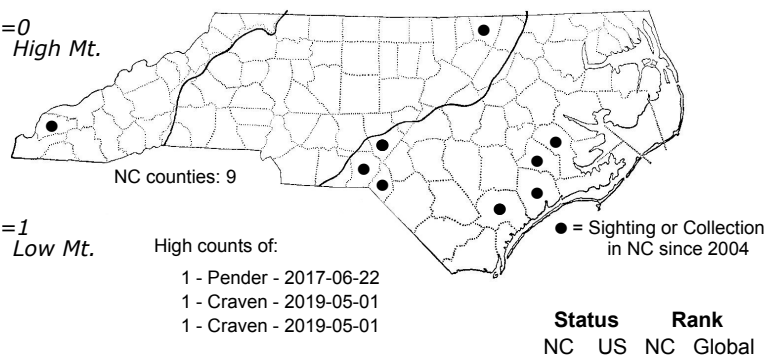 =0
High Mt.
NC counties: 9
=1
Low Mt.
High counts of:
1 - Pender - 2017-06-22
1 - Craven - 2019-05-01
1 - Craven - 2019-05-01
● = Sighting or Collection
in NC since 2004
Status Rank
NC US NC Global